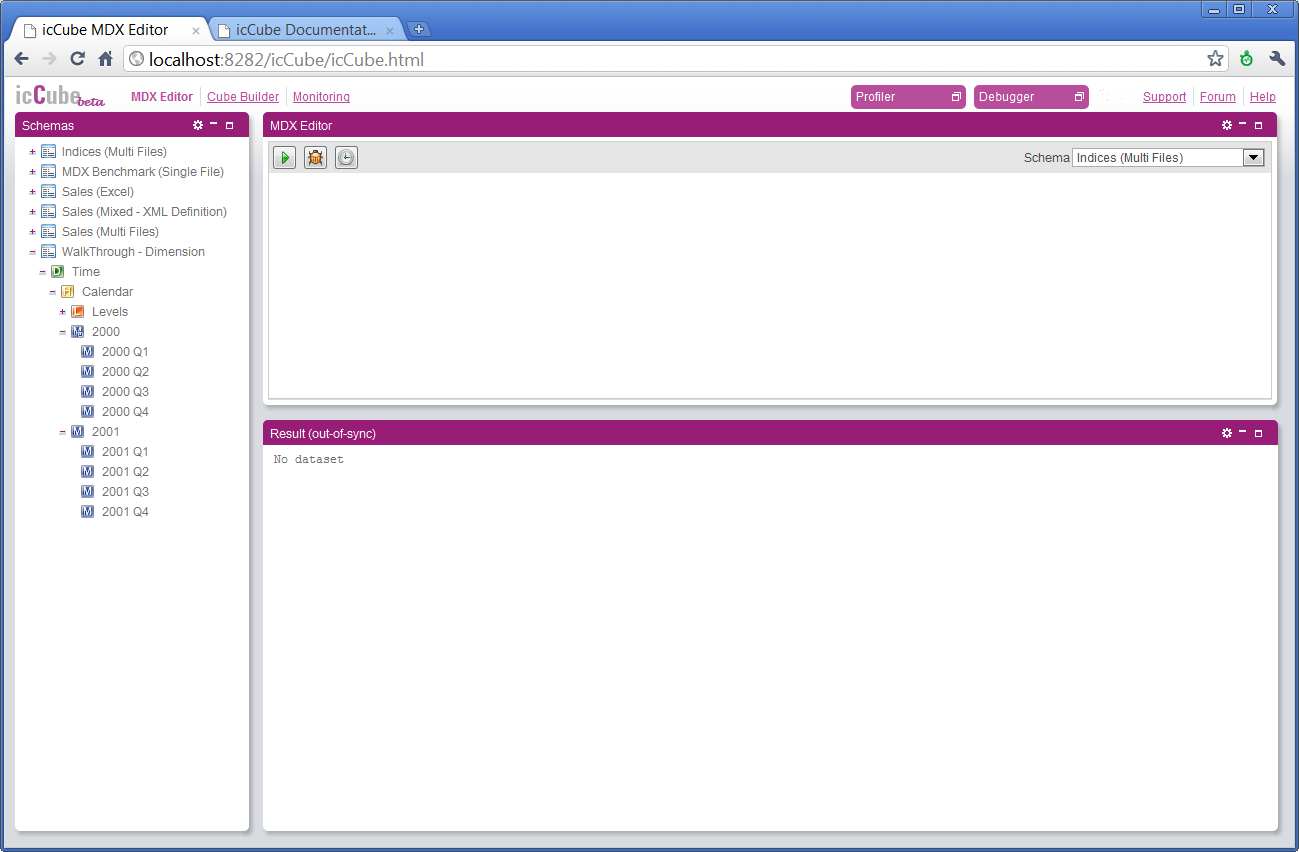 icCube MDX Editor
icCube Documentat...
localhost:8282/icCube/icCube.html
icCube beta
MDX Editor
Cube Builder
Monitoring
Profiler
Debugger
Support
Forum
Help
Schemas
Indices (Multi Files)
MDX Benchmark (Single File)
Sales (Excel)
Sales (Mixed - XML Definition)
Sales (Multi Files)
WalkThrough - Dimension
Time
Calendar
Levels
2000
2000 Q1
2000 Q2
2000 Q3
2000 Q4
2001
2001 Q1
2001 Q2
2001 Q3
2001 Q4
MDX Editor
Schema Indices (Multi Files)
Result (out-of-sync)
No dataset